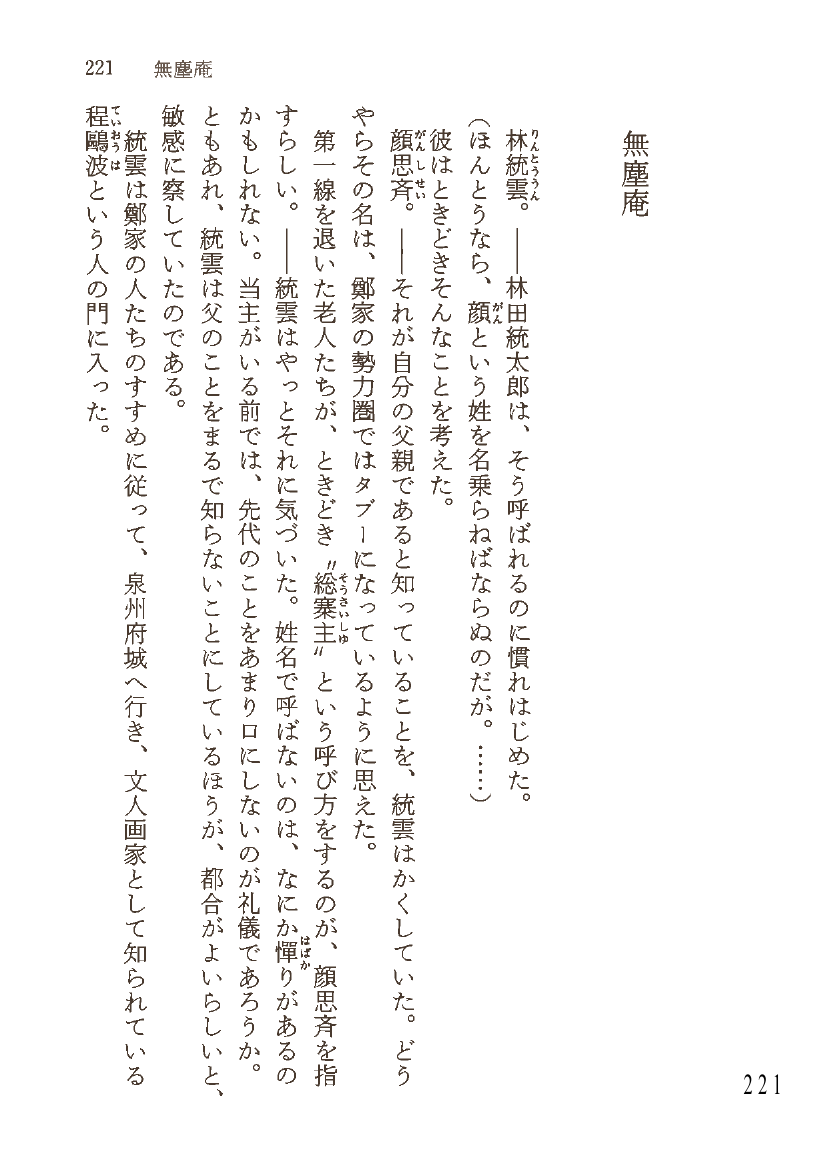 221 無塵庵
無塵庵
林統雲。――林田統太郎は、そう呼ばれるのに慣れはじめた。
(ほんとうなら、顔という姓を名乗らねばならぬのだが。……)
彼はときどきそんなことを考えた。
顔思斉。――それが自分の父親であると知っていることを、統雲はかくしていた。どう
やらその名は、鄭家の勢力圏ではタブーになっているように思えた。
第一線を退いた老人たちが、ときどき〝総寨主〟という呼び方をするのが、顔思斉を指
すらしい。――統雲はやっとそれに気づいた。姓名で呼ばないのは、なにか憚りがあるの
かもしれない。当主がいる前では、先代のことをあまり口にしないのが礼儀であろうか。
ともあれ、統雲は父のことをまるで知らないことにしているほうが、都合がよいらしいと、
敏感に察していたのである。
統雲は鄭家の人たちのすすめに従って、泉州府城へ行き、文人画家として知られている
程鷗波という人の門に入った。
221